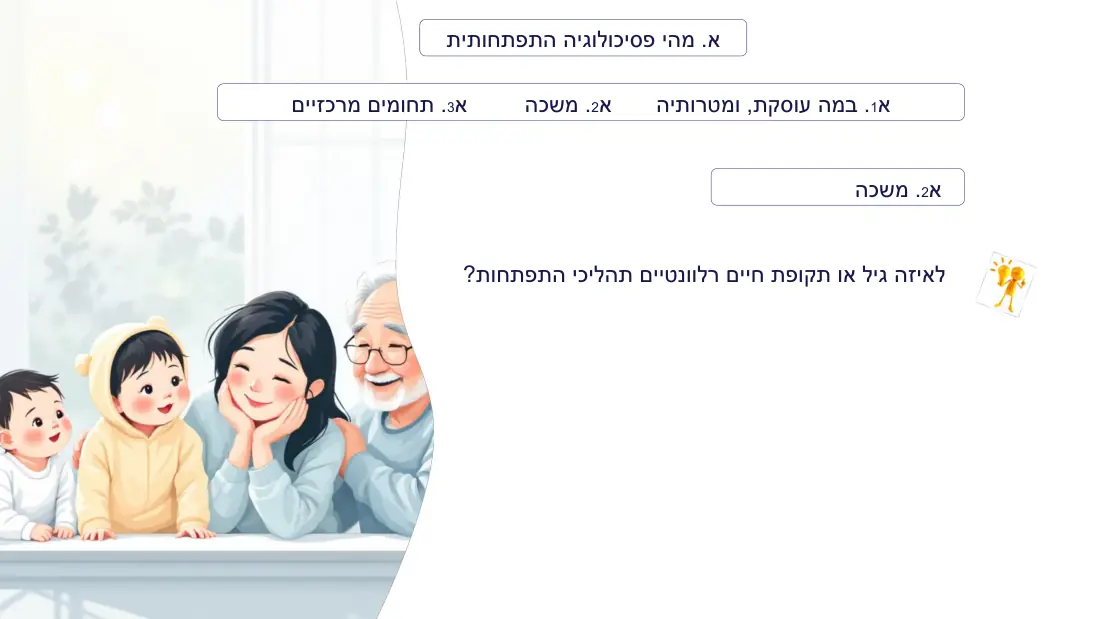 א. מהי פסיכולוגיה התפתחותית
א1. במה עוסקת, ומטרותיה א2. משכה א3. תחומים מרכזיים
א2. משכה
לאיזה גיל או תקופת חיים רלוונטיים תהליכי התפתחות?